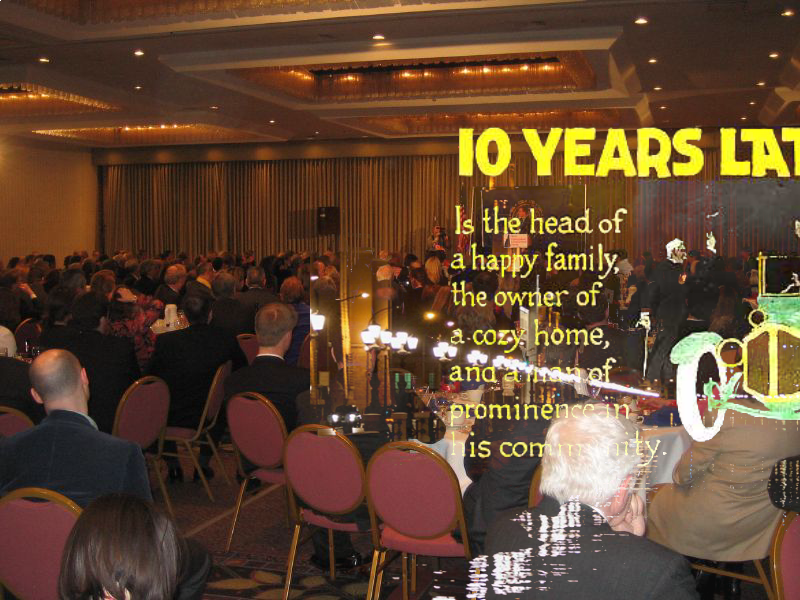 10 YEARS LAT
Is the head of
a happy family,
the owner of
a cozy home,
and a man of
prominence in
his community.